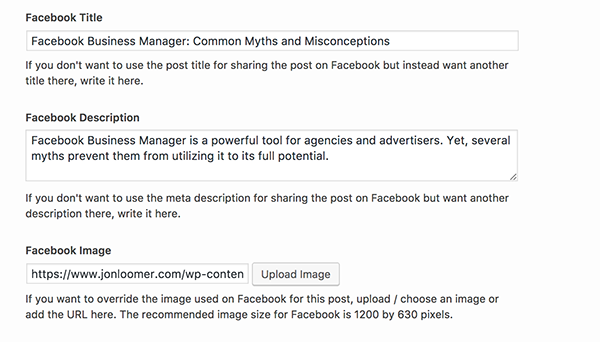 Facebook Title
Facebook Business Manager: Common Myths and Misconceptions
If you don't want to use the post title for sharing the post on Facebook but instead want another
title there, write it here.
Facebook Description
Facebook Business Manager is a powerful tool for agencies and advertisers. Yet, several
myths prevent them from utilizing it to its full potential.
If you don't want to use the meta description for sharing the post on Facebook but want another
description there, write it here.
Facebook Image
https://www.jonloomer.com/wp-conten Upload Image
If you want to override the image used on Facebook for this post, upload / choose an image or
add the URL here. The recommended image size for Facebook is 1200 by 630 pixels.